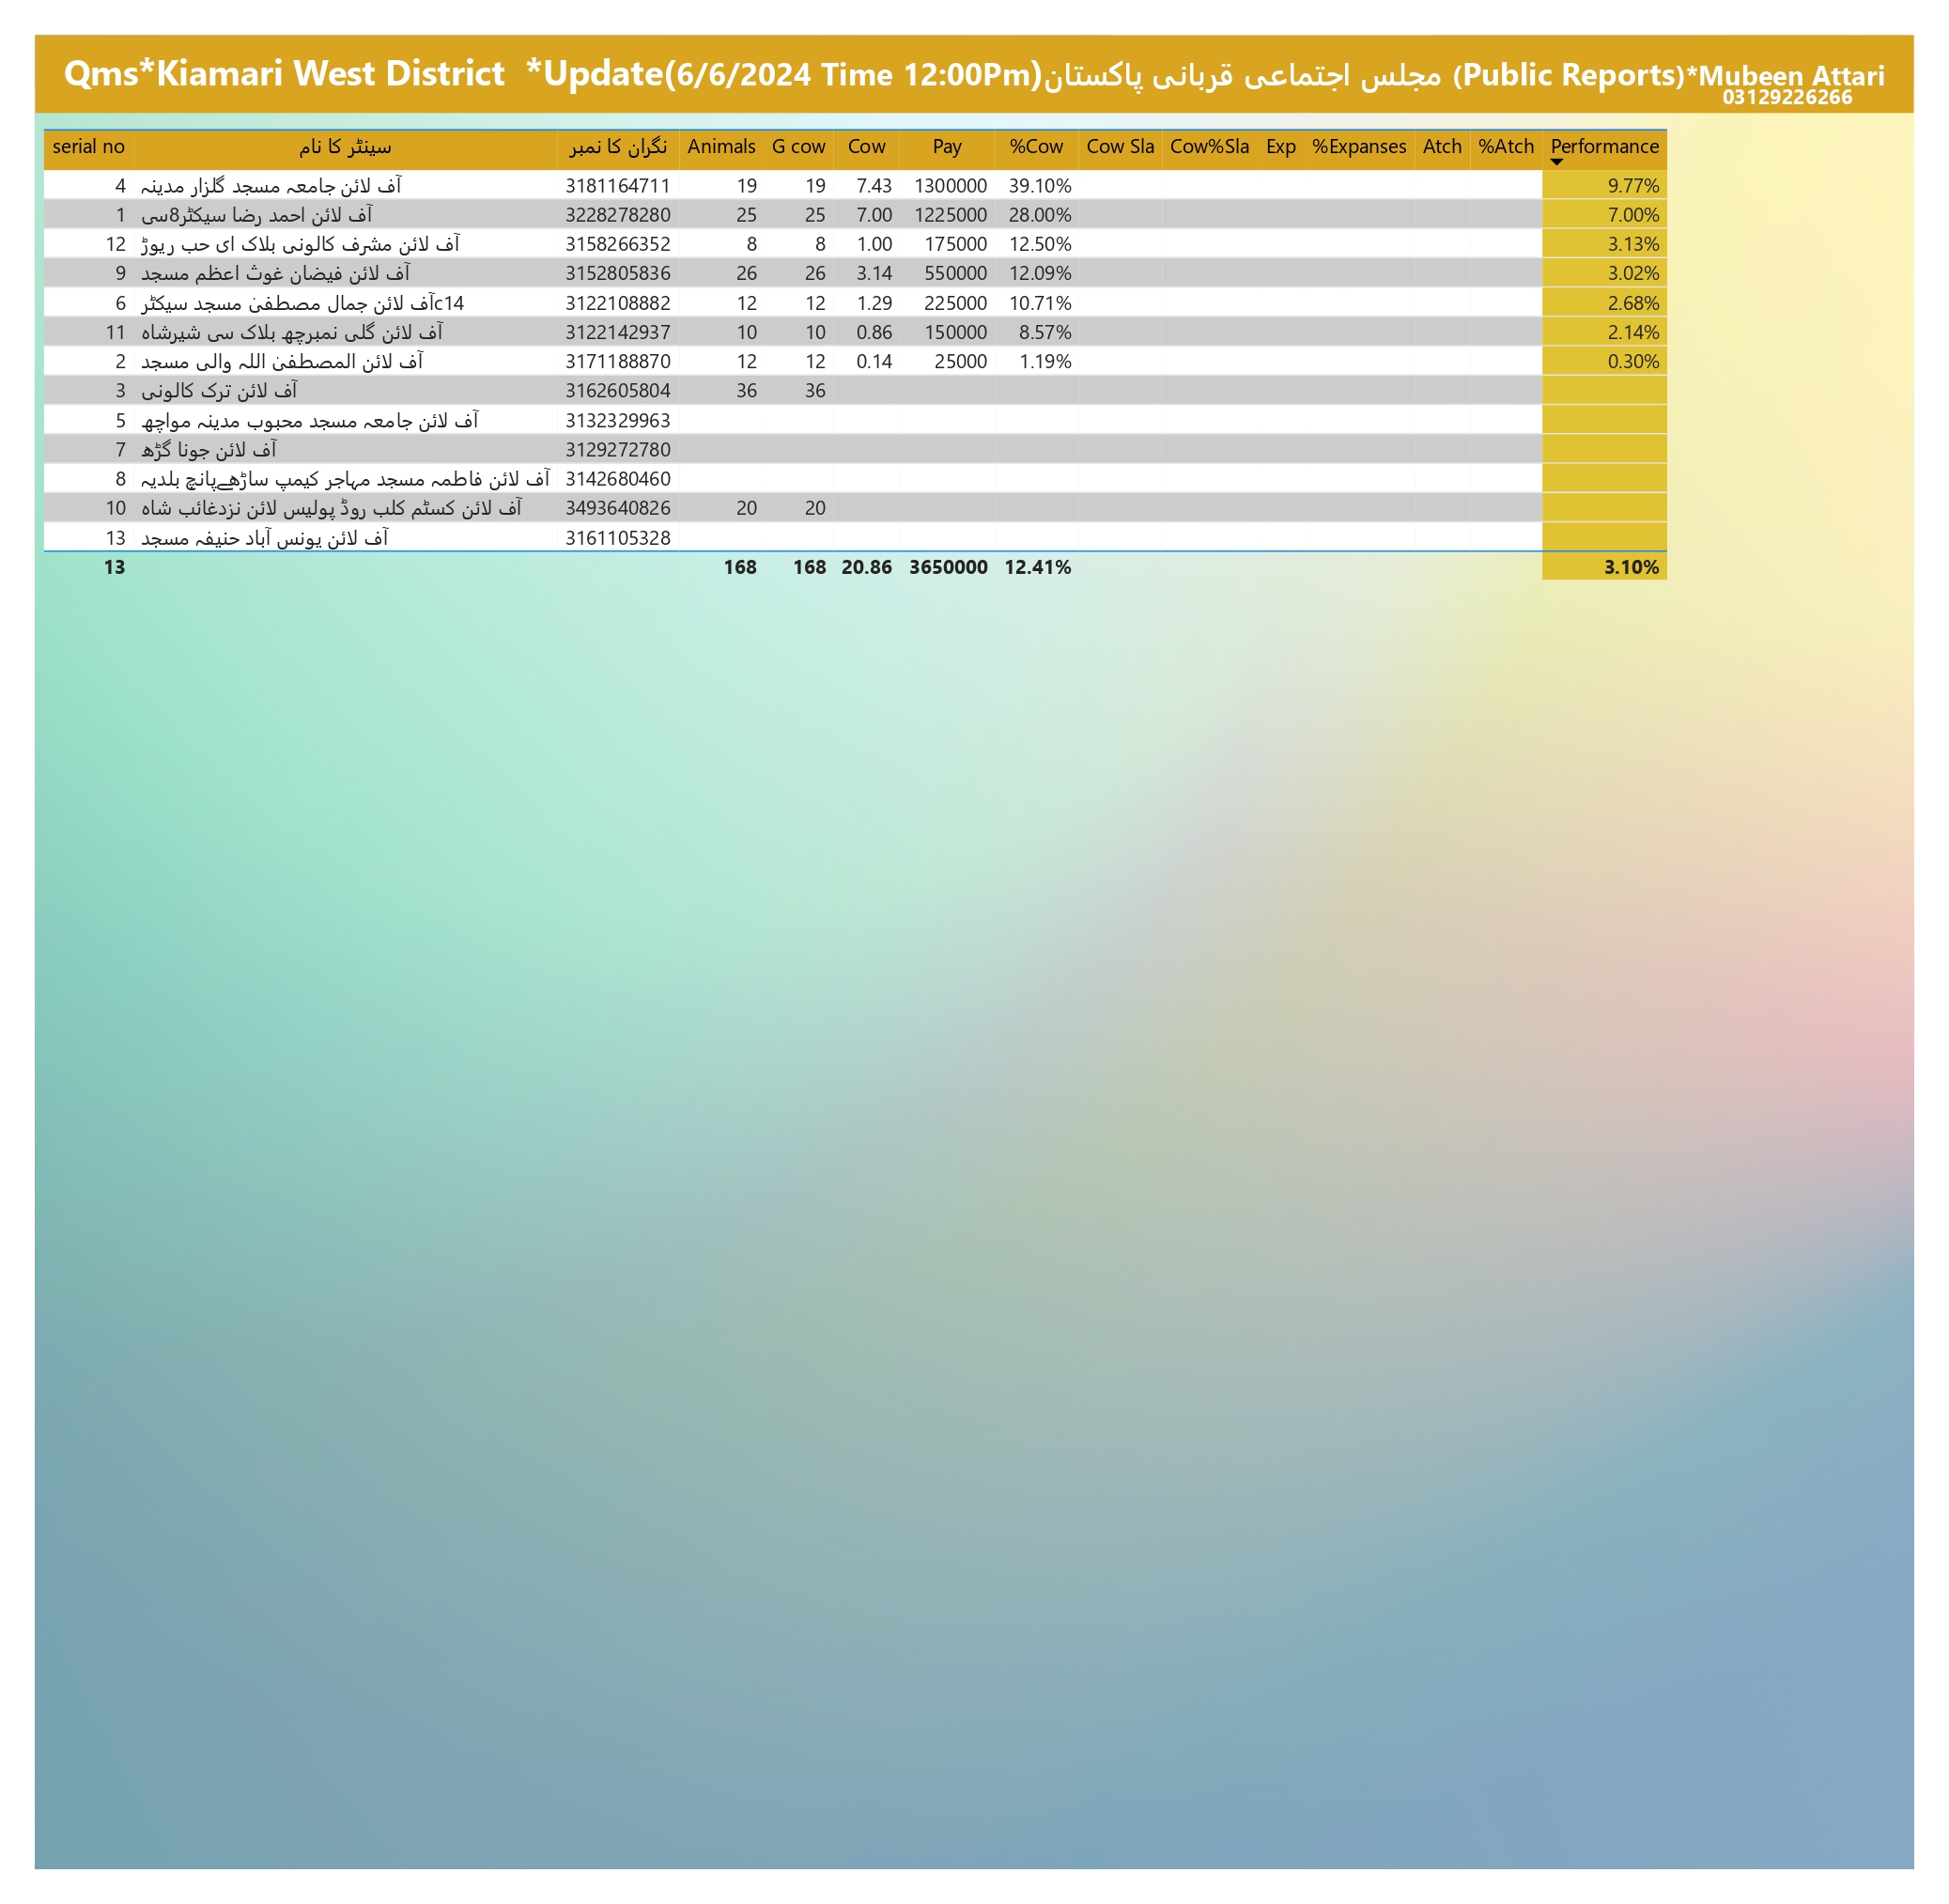 Qms*Kiamari West District *Update(6/6/2024 Time 12:00Pm)مجلس اجتماعی قربانی پاکستان (Public Reports)*Mubeen Attari
03129226266
serial no سینٹر کا نام نگران کا نمبر Animals G cow Cow Pay %Cow Cow Sla Cow%Sla Exp %Expanses Atch %Atch Performance
4 آف لائن جامعہ مسجد گلزار مدینہ 3181164711 19 19 7.43 1300000 39.10% 9.77%
1 آف لائن احمد رضا سیکٹر8سی 3228278280 25 25 7.00 1225000 28.00% 7.00%
12 آف لائن مشرف کالونی بلاک ای حب ریوڑ 3158266352 8 8 1.00 175000 12.50% 3.13%
9 آف لائن فیضان غوث اعظم مسجد 3152805836 26 26 3.14 550000 12.09% 3.02%
6 آف لائن جمال مصطفیٰ مسجد سیکٹرc14 3122108882 12 12 1.29 225000 10.71% 2.68%
11 آف لائن گلی نمبرچھ بلاک سی شیرشاہ 3122142937 10 10 0.86 150000 8.57% 2.14%
2 آف لائن المصطفیٰ اللہ والی مسجد 3171188870 12 12 0.14 25000 1.19% 0.30%
3 آف لائن ترک کالونی 3162605804 36 36
5 آف لائن جامعہ مسجد محبوب مدینہ مواچھ 3132329963
7 آف لائن جونا گڑھ 3129272780
8 آف لائن فاطمہ مسجد مہاجر کیمپ ساڑھےپانچ بلدیہ 3142680460
10 آف لائن کسٹم کلب روڈ پولیس لائن نزدغائب شاہ 3493640826 20 20
13 آف لائن یونس آباد حنیفہ مسجد 3161105328
13 168 168 20.86 3650000 12.41% 3.10%